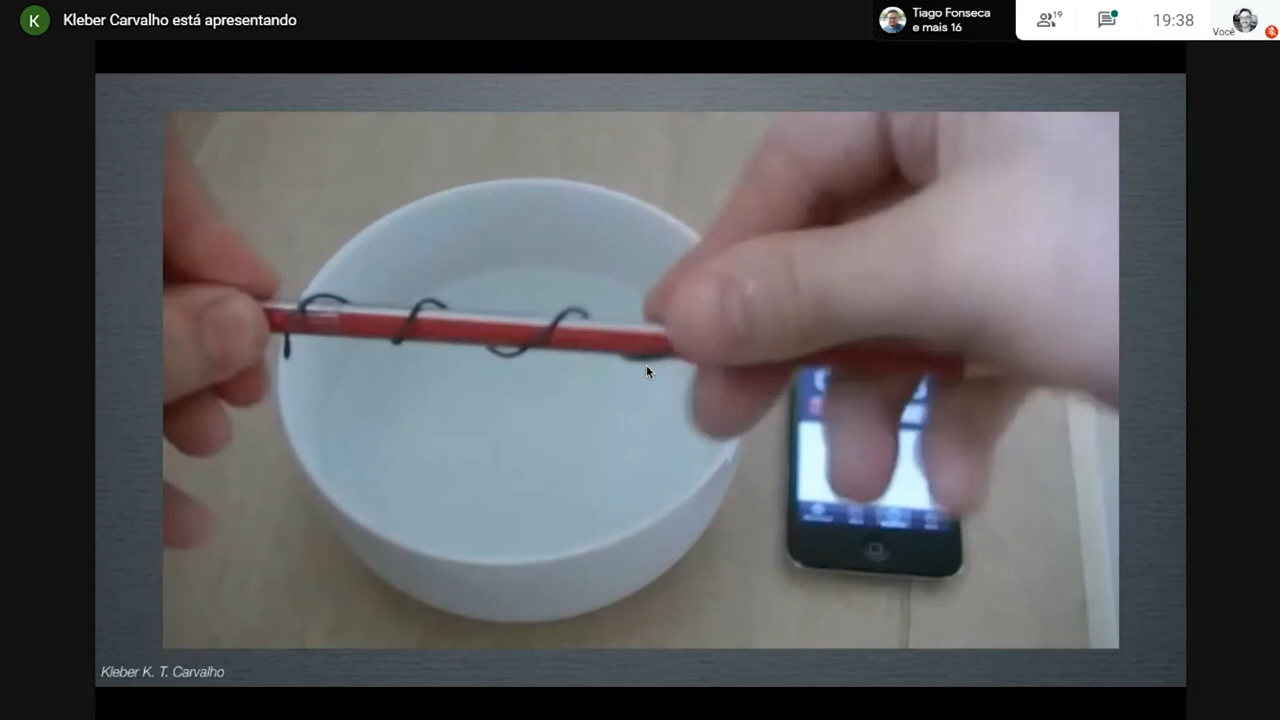 K
Kleber Carvalho está apresentando
Tiago Fonseca
e mais 16
19
19:38
Você
Kleber K. T. Carvalho